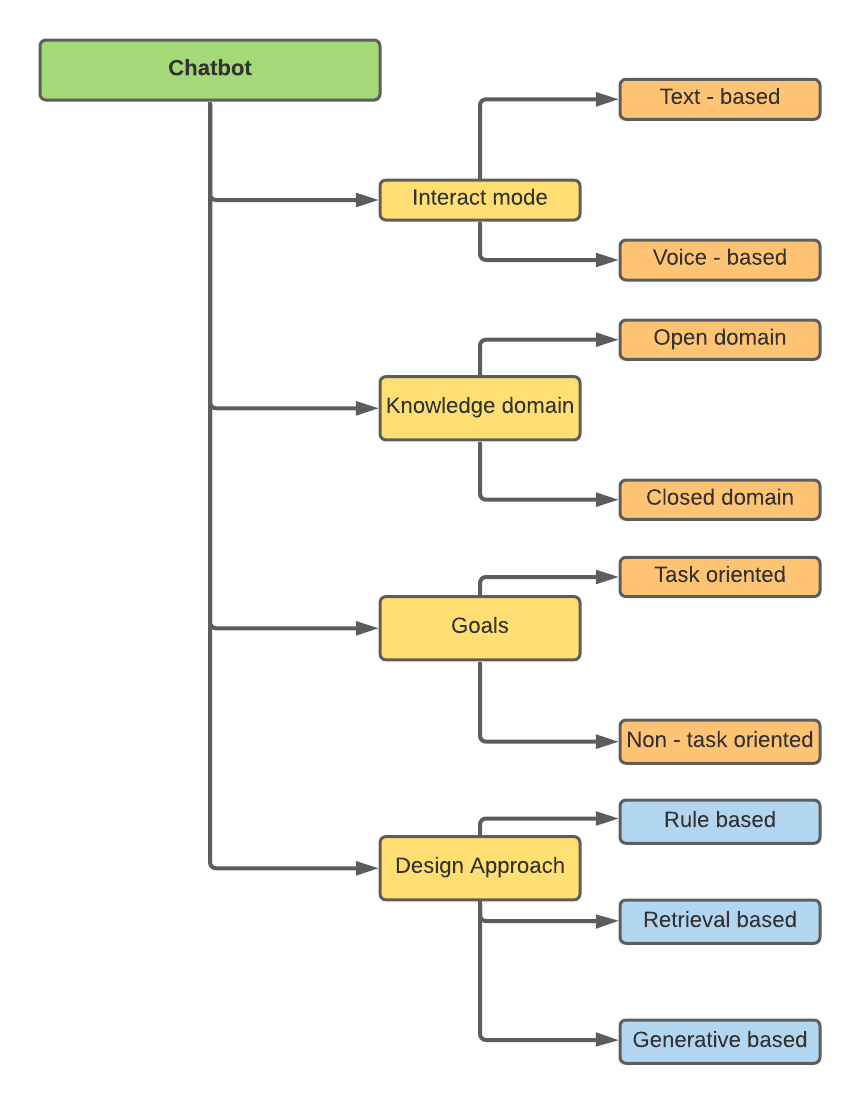 Chatbot
Text - based
Interact mode
Voice - based
Open domain
Knowledge domain
Closed domain
Task oriented
Goals
Non - task oriented
Rule based
Design Approach
Retrieval based
Generative based